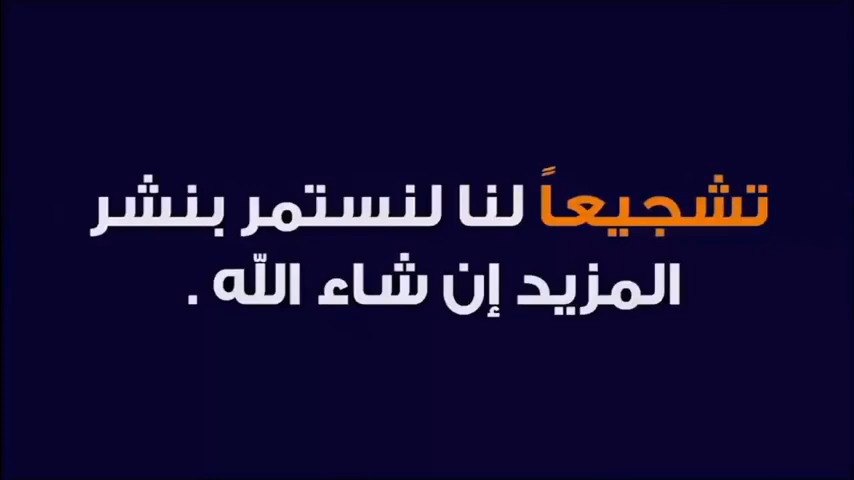 تشجيعاً لنا لنستمر بنشر
المزيد إن شاء الله .